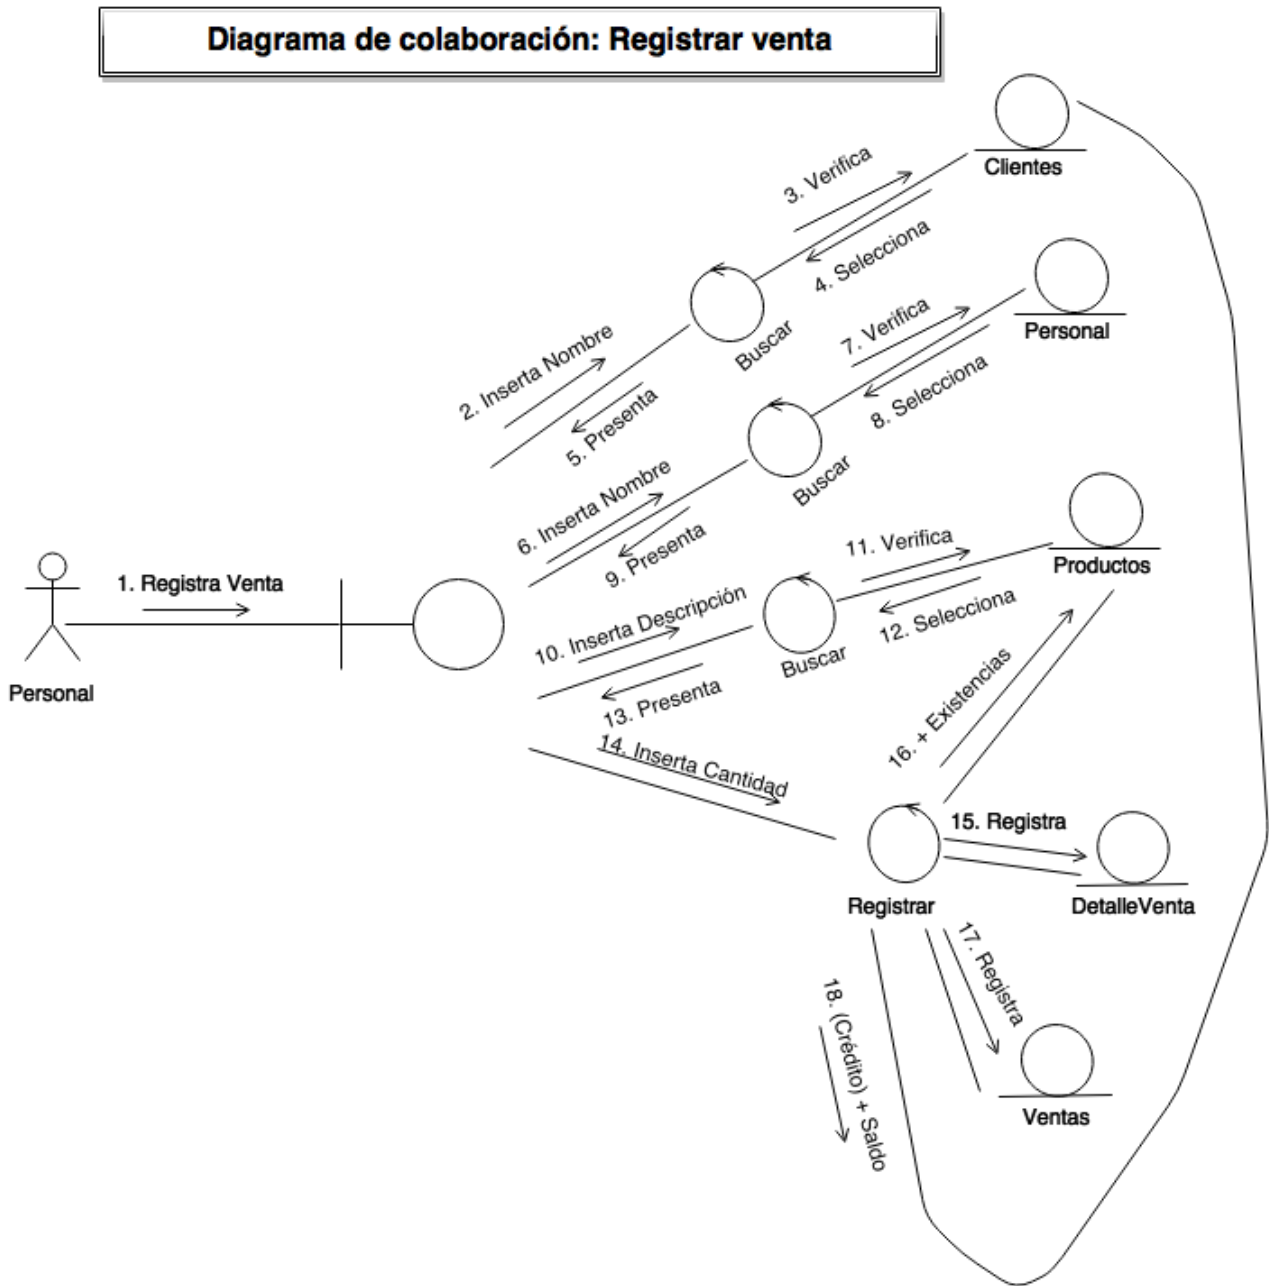 Diagrama de colaboración: Registrar venta
Clientes
3. Verifica
4. Selecciona
Buscar
2. Inserta Nombre
5. Presenta
Personal
7. Verifica
8. Selecciona
Buscar
6. Inserta Nombre
9. Presenta
1. Registra Venta
Personal
Productos
11. Verifica
12. Selecciona
Buscar
10. Inserta Descripción
13. Presenta
14. Inserta Cantidad
16. + Existencias
15. Registra
Registrar
DetalleVenta
17. Registra
Ventas
18. (Crédito) + Saldo